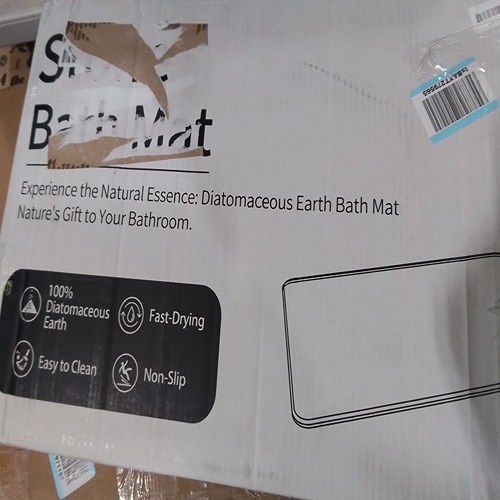 Bath Mat
Experience the Natural Essence: Diatomaceous Earth Bath Mat
Nature's Gift to Your Bathroom.
100%
Diatomaceous
Earth
Fast-Drying
Easy to Clean
Non-Slip